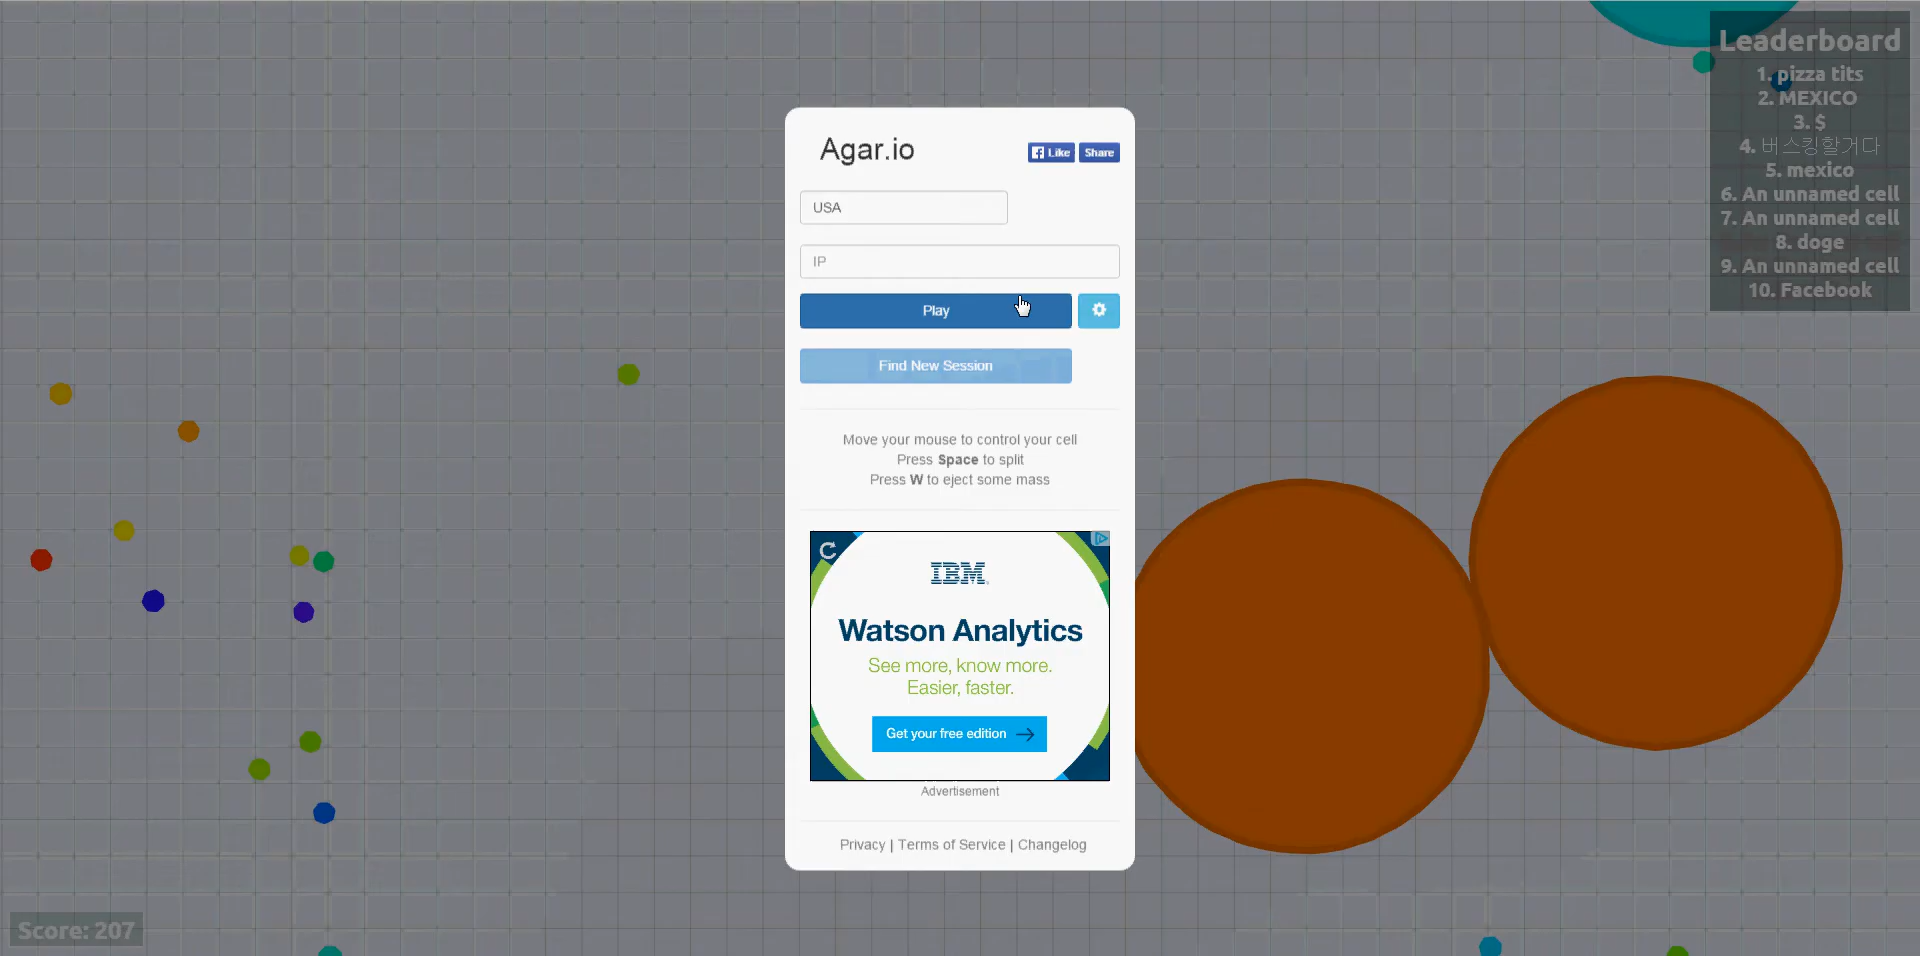 Leaderboard
1. pizza tits
2. MEXICO
3. $
4. 버스킹할거다
5. mexico
6. An unnamed cell
7. An unnamed cell
8. doge
9. An unnamed cell
10. Facebook
Agar.io
Like
Share
USA
IP
Play
Find New Session
Move your mouse to control your cell
Press Space to split
Press W to eject some mass
IBM
Watson Analytics
See more, know more.
Easier, faster.
Get your free edition →
Advertisement
Privacy | Terms of Service | Changelog
Score: 207